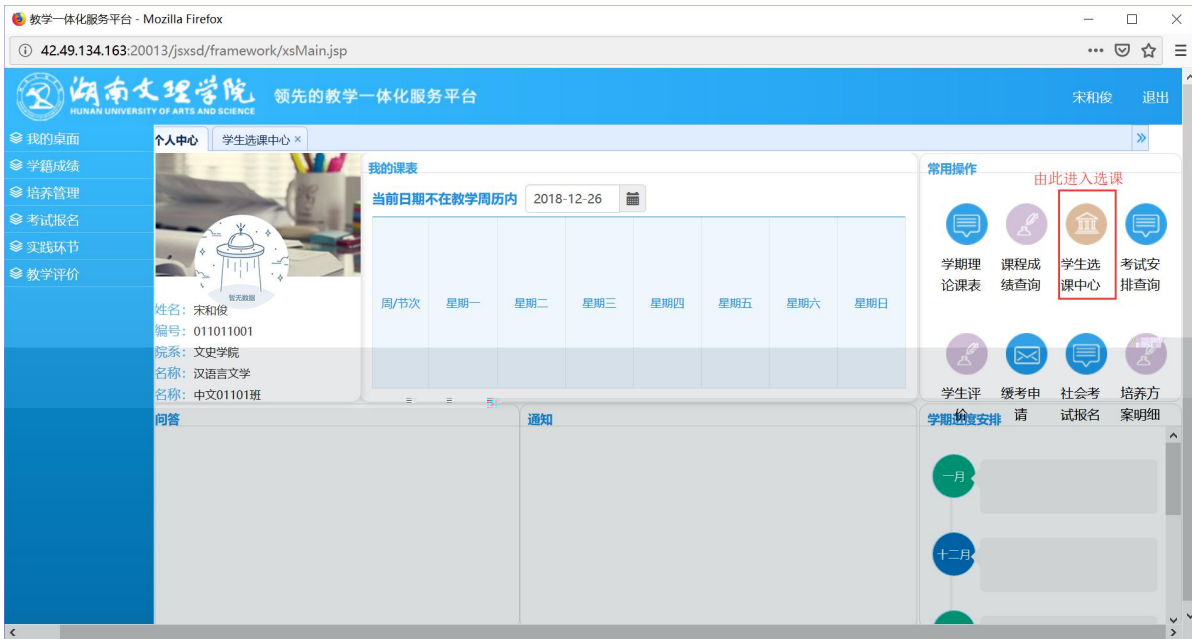 教学一体化服务平台 - Mozilla Firefox
42.49.134.163:20013/jsxsd/framework/xsMain.jsp
湖南文理学院
HUNAN UNIVERSITY OF ARTS AND SCIENCE
领先的教学一体化服务平台
宋和俊 退出
我的桌面
学籍成绩
培养管理
考试报名
实践环节
教学评价
个人中心 学生选课中心 ×
暂无数据
姓名：宋和俊
编号：011011001
院系：文史学院
名称：汉语言文学
名称：中文01101班
我的课表
当前日期不在教学周历内 2018-12-26
周/节次 星期一 星期二 星期三 星期四 星期五 星期六 星期日
常用操作
由此进入选课
学期理论课表
课程成绩查询
学生选课中心
考试安排查询
学生评价
缓考申请
社会考试报名
培养方案明细
问答
通知
学期进度安排
一月
十二月